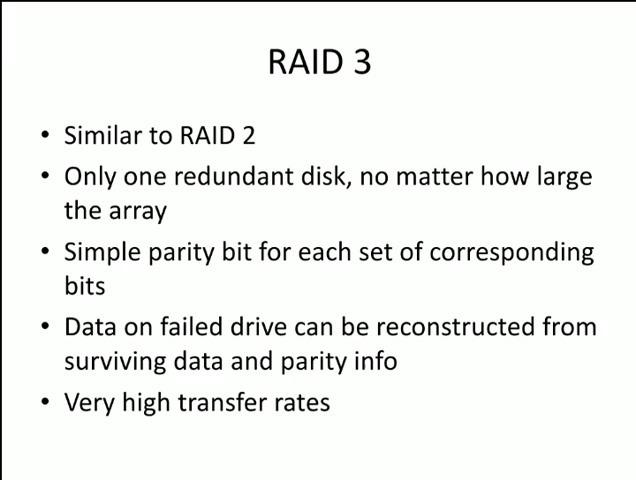 RAID 3
• Similar to RAID 2
• Only one redundant disk, no matter how large
the array
• Simple parity bit for each set of corresponding
bits
• Data on failed drive can be reconstructed from
surviving data and parity info
• Very high transfer rates